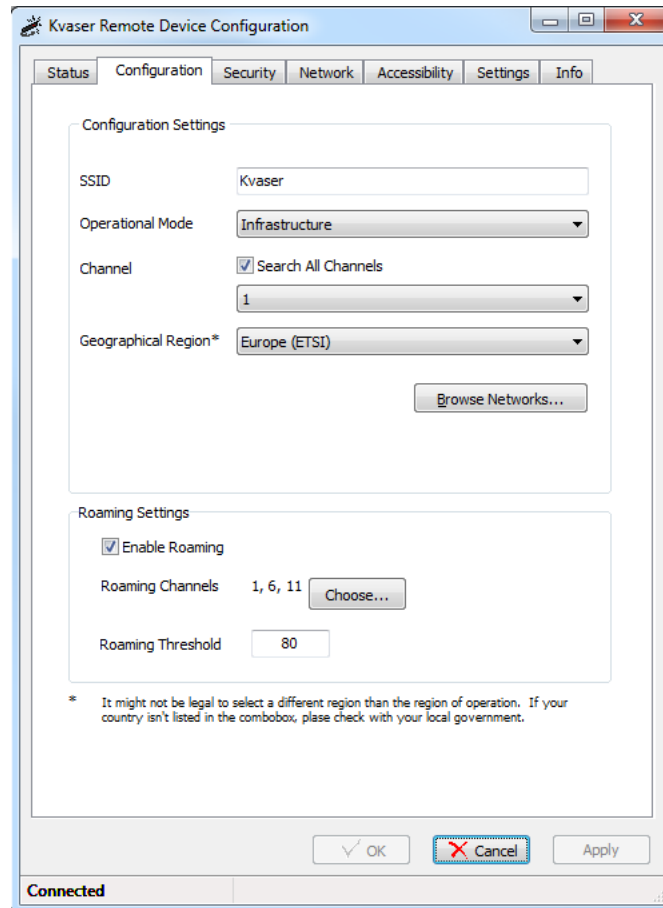 Kvaser Remote Device Configuration
Status Configuration Security Network Accessibility Settings Info
Configuration Settings
SSID Kvaser
Operational Mode Infrastructure
Channel Search All Channels
1
Geographical Region* Europe (ETSI)
Browse Networks...
Roaming Settings
Enable Roaming
Roaming Channels 1, 6, 11 Choose...
Roaming Threshold 80
* It might not be legal to select a different region than the region of operation. If your
country isn't listed in the combobox, plase check with your local government.
OK Cancel Apply
Connected